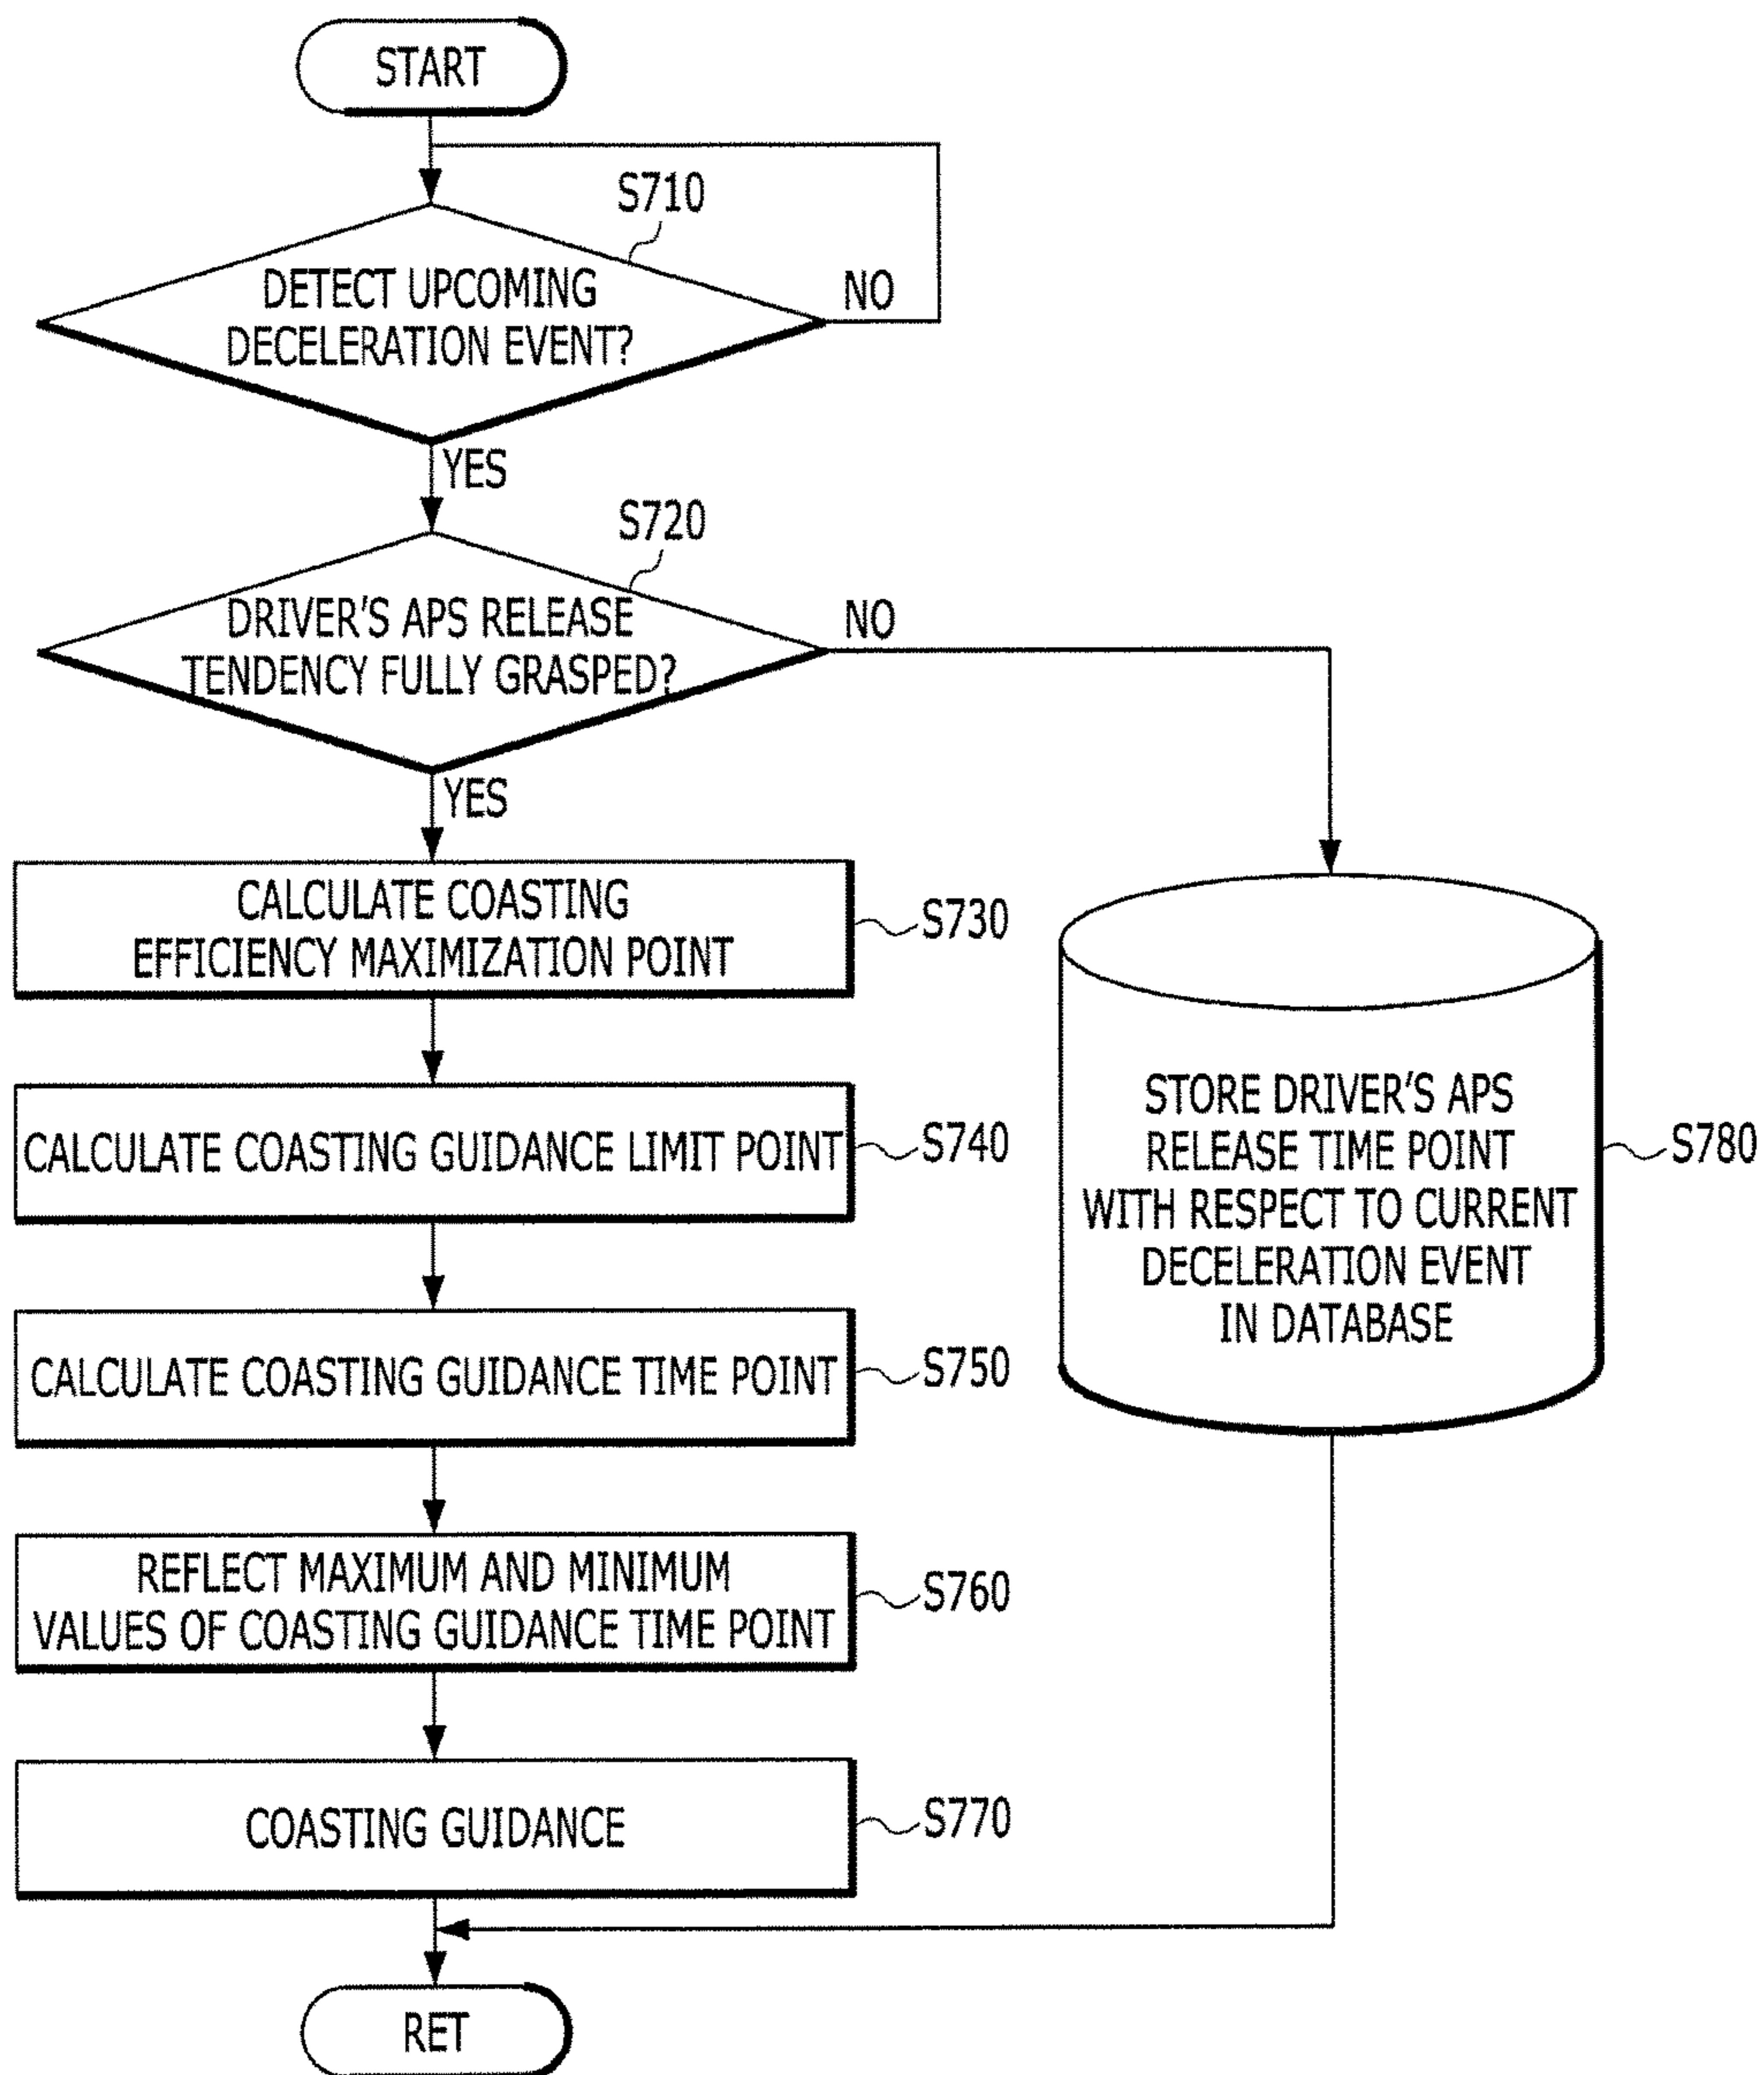 START
S710
DETECT UPCOMING
DECELERATION EVENT?
NO
YES
S720
DRIVER'S APS RELEASE
TENDENCY FULLY GRASPED?
NO
YES
CALCULATE COASTING
EFFICIENCY MAXIMIZATION POINT
S730
CALCULATE COASTING GUIDANCE LIMIT POINT
S740
CALCULATE COASTING GUIDANCE TIME POINT
S750
REFLECT MAXIMUM AND MINIMUM
VALUES OF COASTING GUIDANCE TIME POINT
S760
COASTING GUIDANCE
S770
STORE DRIVER'S APS
RELEASE TIME POINT
WITH RESPECT TO CURRENT
DECELERATION EVENT
IN DATABASE
S780
RET